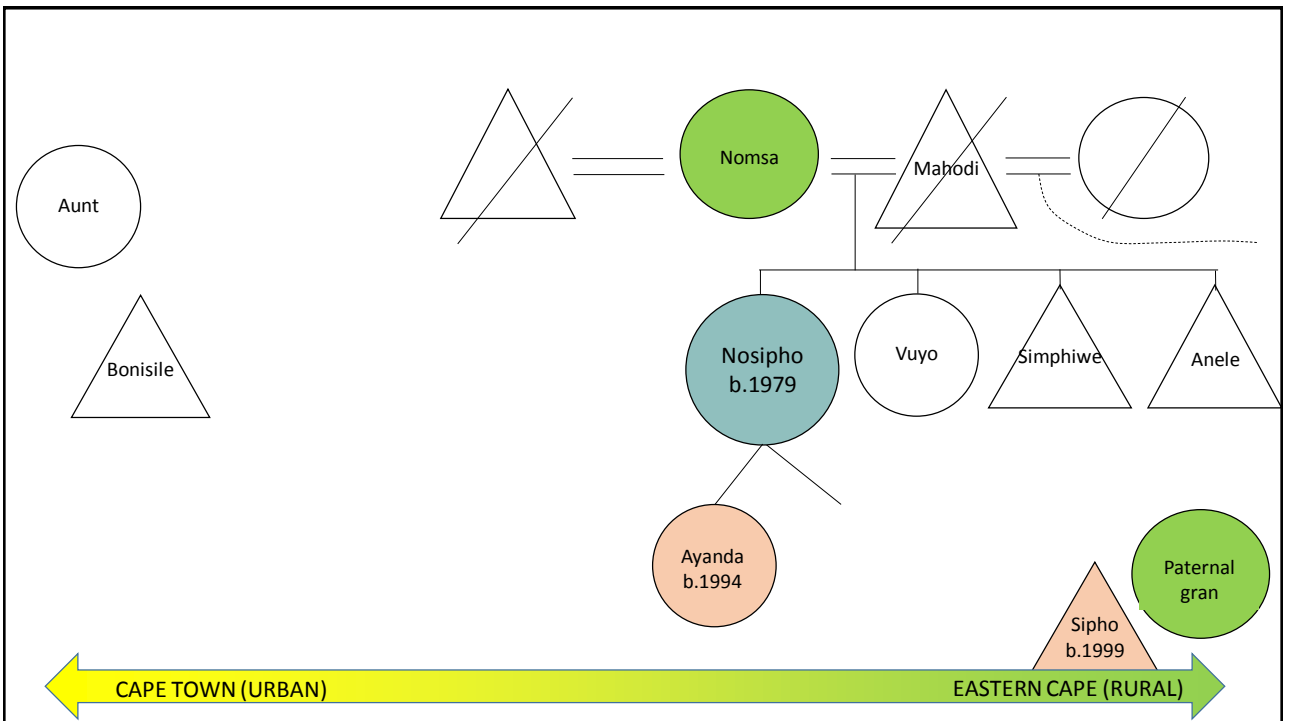 Nomsa
Mahodi
Aunt
Nosipho
b.1979
Vuyo
Simphiwe
Anele
Bonisile
Ayanda
b.1994
Paternal
gran
Sipho
b.1999
CAPE TOWN (URBAN)
EASTERN CAPE (RURAL)